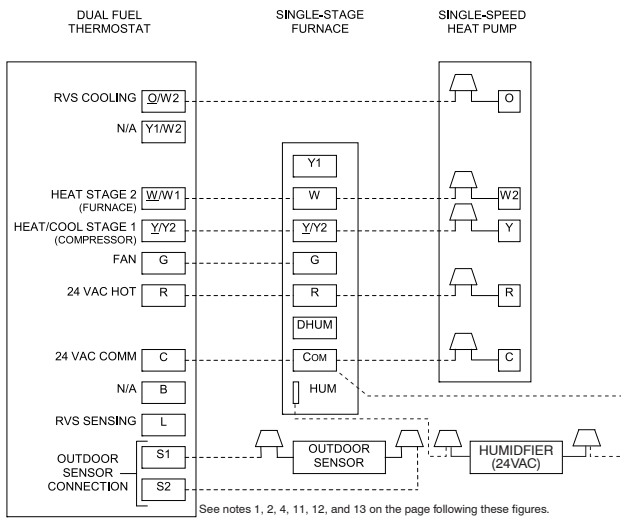 DUAL FUEL
THERMOSTAT
SINGLE-STAGE
FURNACE
SINGLE-SPEED
HEAT PUMP
RVS COOLING
O/W2
O
N/A
Y1/W2
Y1
HEAT STAGE 2
(FURNACE)
W/W1
W
W2
HEAT/COOL STAGE 1
(COMPRESSOR)
Y/Y2
Y/Y2
Y
FAN
G
G
24 VAC HOT
R
R
R
DHUM
24 VAC COMM
C
COM
C
N/A
B
HUM
RVS SENSING
L
OUTDOOR
SENSOR
CONNECTION
S1
S2
OUTDOOR
SENSOR
HUMIDFIER
(24VAC)
See notes 1, 2, 4, 11, 12, and 13 on the page following these figures.